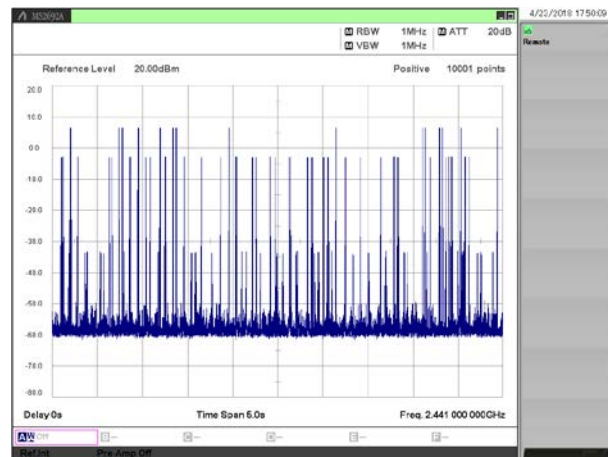 MS2692A
4/22/2018 17:50:09
RBW 1MHz ATT 20dB
VBW 1MHz
Remote
Reference Level 20.00dBm Positive 10001 points
20.0
10.0
0.0
-10.0
-20.0
-30.0
-40.0
-50.0
-60.0
-70.0
-80.0
Delay 0s Time Span 5.0s Freq. 2.441 000 000GHz
Off
Ref.Int Pre-Amp Off